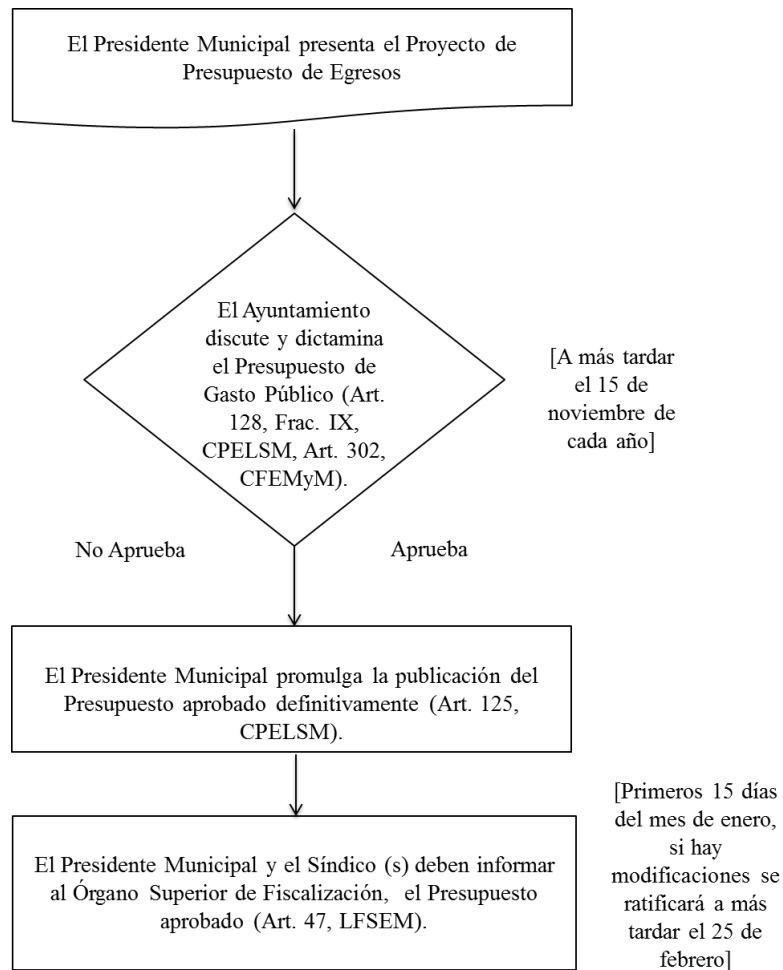 El Presidente Municipal presenta el Proyecto de
Presupuesto de Egresos
El Ayuntamiento
discute y dictamina
el Presupuesto de
Gasto Público (Art.
128, Frac. IX,
CPELSM, Art. 302,
CFEMyM).
[A más tardar
el 15 de
noviembre de
cada año]
No Aprueba
Aprueba
El Presidente Municipal promulga la publicación del
Presupuesto aprobado definitivamente (Art. 125,
CPELSM).
El Presidente Municipal y el Síndico (s) deben informar
al Órgano Superior de Fiscalización, el Presupuesto
aprobado (Art. 47, LFSEM).
[Primeros 15 días
del mes de enero,
si hay
modificaciones se
ratificará a más
tardar el 25 de
febrero]